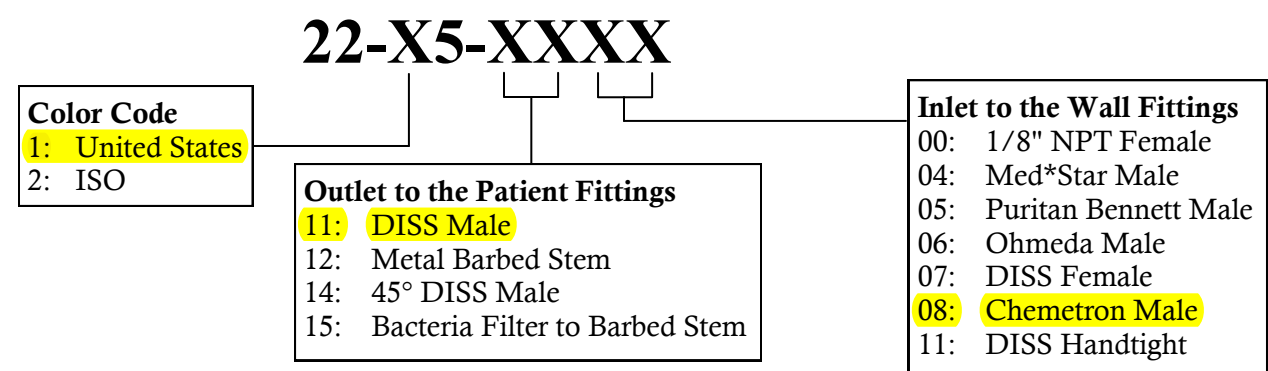 22-X5-XXXX
Color Code
1: United States
2: ISO
Outlet to the Patient Fittings
11: DISS Male
12: Metal Barbed Stem
14: 45° DISS Male
15: Bacteria Filter to Barbed Stem
Inlet to the Wall Fittings
00: 1/8" NPT Female
04: Med*Star Male
05: Puritan Bennett Male
06: Ohmeda Male
07: DISS Female
08: Chemetron Male
11: DISS Handtight